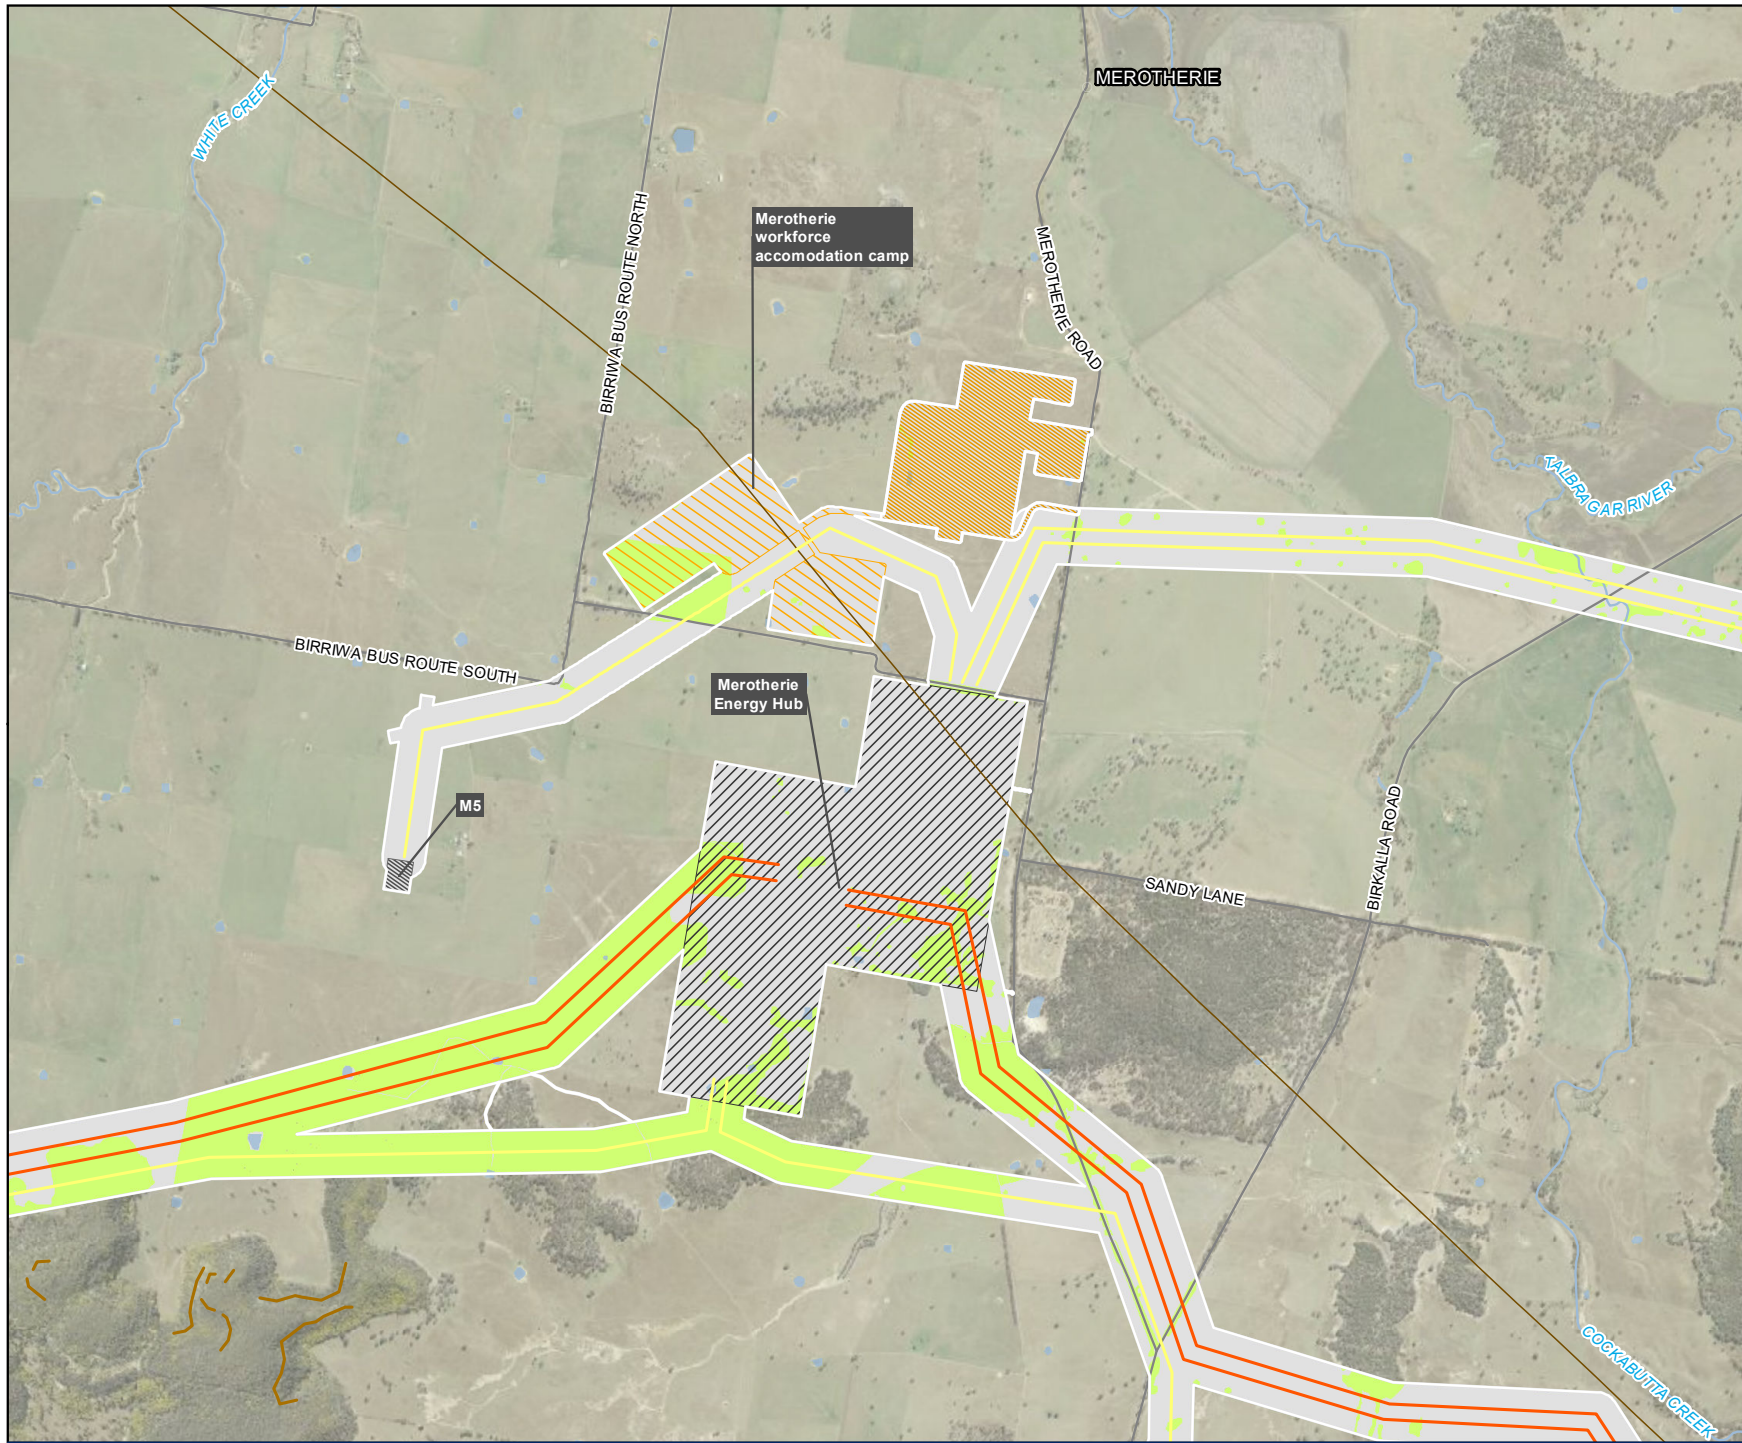 WHITE CREEK
MEROTHERIE
BIRRIWA BUS ROUTE NORTH
Merotherie
workforce
accomodation camp
MEROTHERIE ROAD
TALBRAGAR RIVER
BIRRIWA BUS ROUTE SOUTH
Merotherie
Energy Hub
M5
BIRKALLA ROAD
SANDY LANE
COCKABUTTA CREEK